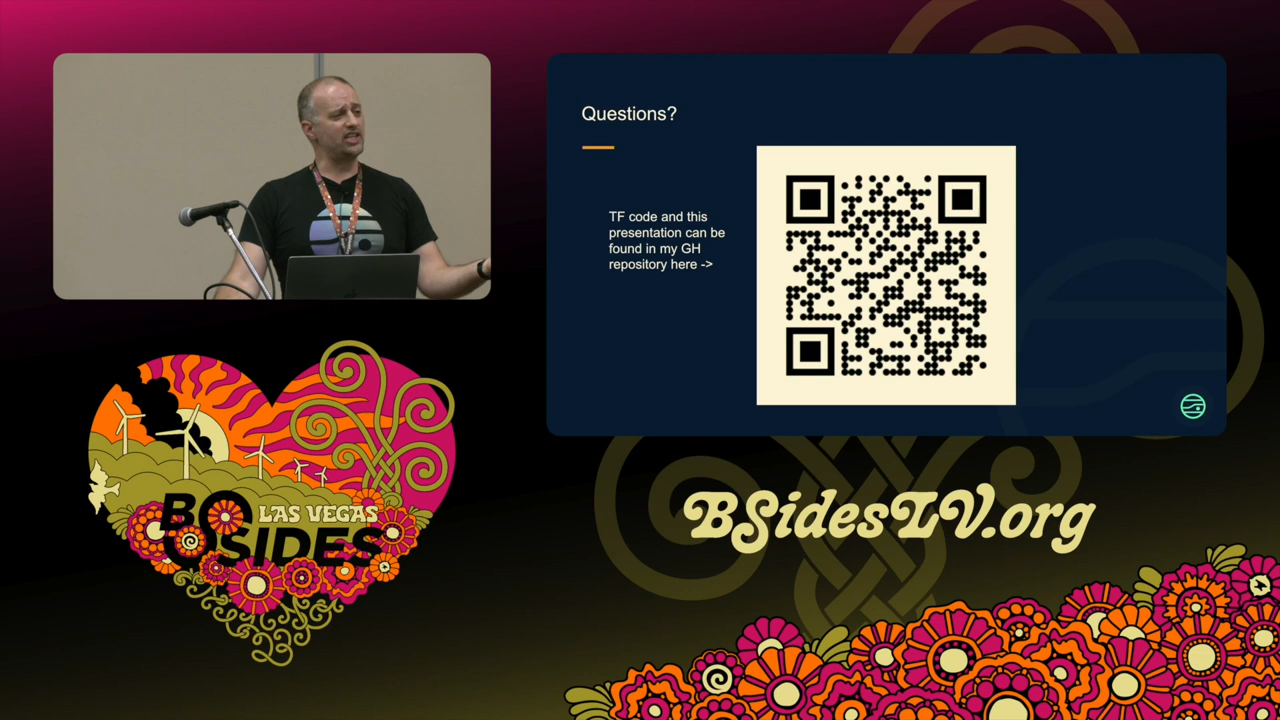 Questions?
TF code and this
presentation can be
found in my GH
repository here ->
BSidesLV.org
LAS VEGAS
BSIDES